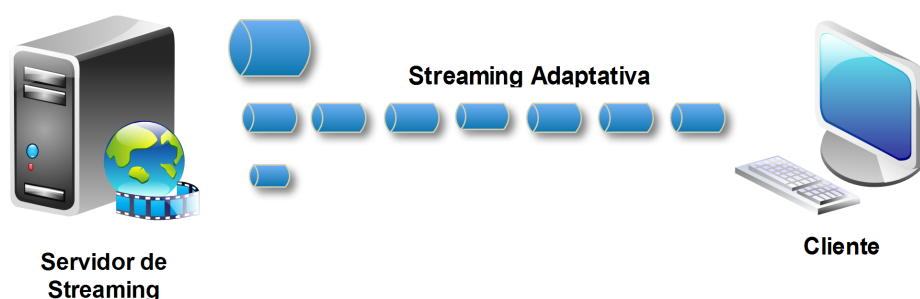 Streaming Adaptativa
Cliente
Servidor de
Streaming